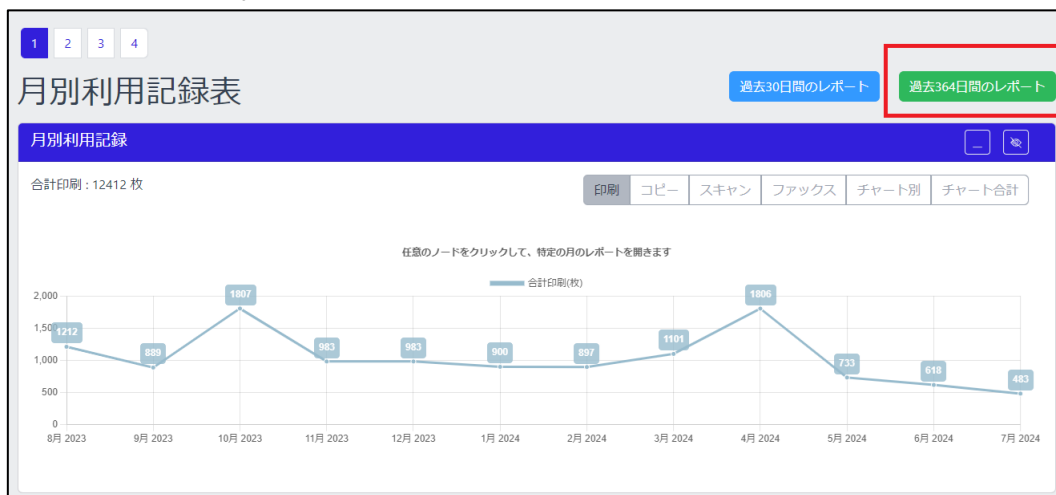 1 2 3 4
月別利用記録表
過去30日間のレポート 過去364日間のレポート
月別利用記録
合計印刷 : 12412 枚
印刷 コピー スキャン ファックス チャート別 チャート合計
任意のノードをクリックして、特定の月のレポートを開きます
合計印刷(枚)
2,000
1,500
1,000
500
0
1212 889 1807 983 983 900 897 1101 1806 733 618 483
8月 2023 9月 2023 10月 2023 11月 2023 12月 2023 1月 2024 2月 2024 3月 2024 4月 2024 5月 2024 6月 2024 7月 2024